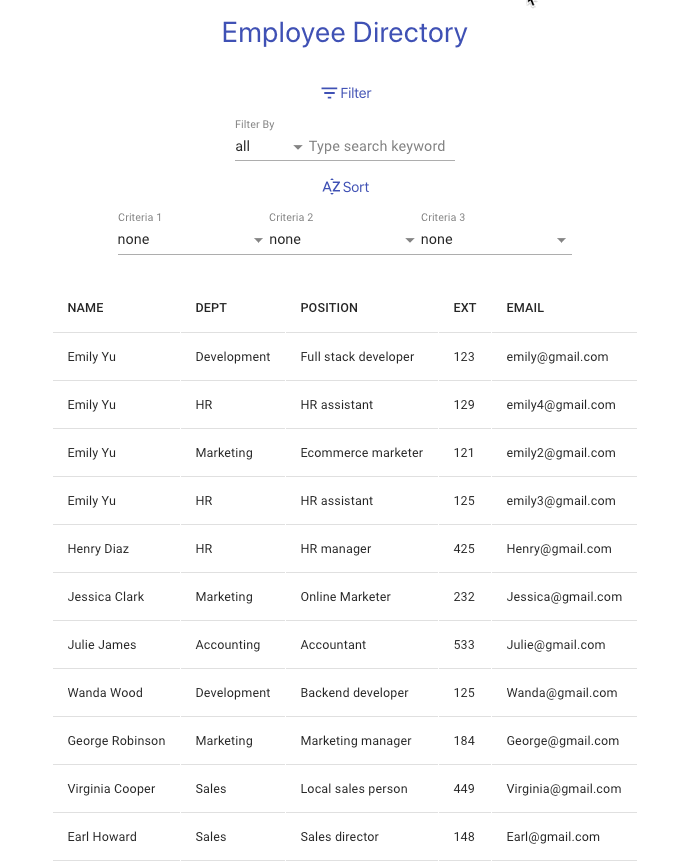 Employee Directory
Filter
Filter By
all Type search keyword
AZ Sort
Criteria 1 Criteria 2 Criteria 3
none none none
NAME DEPT POSITION EXT EMAIL
Emily Yu Development Full stack developer 123 emily@gmail.com
Emily Yu HR HR assistant 129 emily4@gmail.com
Emily Yu Marketing Ecommerce marketer 121 emily2@gmail.com
Emily Yu HR HR assistant 125 emily3@gmail.com
Henry Diaz HR HR manager 425 Henry@gmail.com
Jessica Clark Marketing Online Marketer 232 Jessica@gmail.com
Julie James Accounting Accountant 533 Julie@gmail.com
Wanda Wood Development Backend developer 125 Wanda@gmail.com
George Robinson Marketing Marketing manager 184 George@gmail.com
Virginia Cooper Sales Local sales person 449 Virginia@gmail.com
Earl Howard Sales Sales director 148 Earl@gmail.com